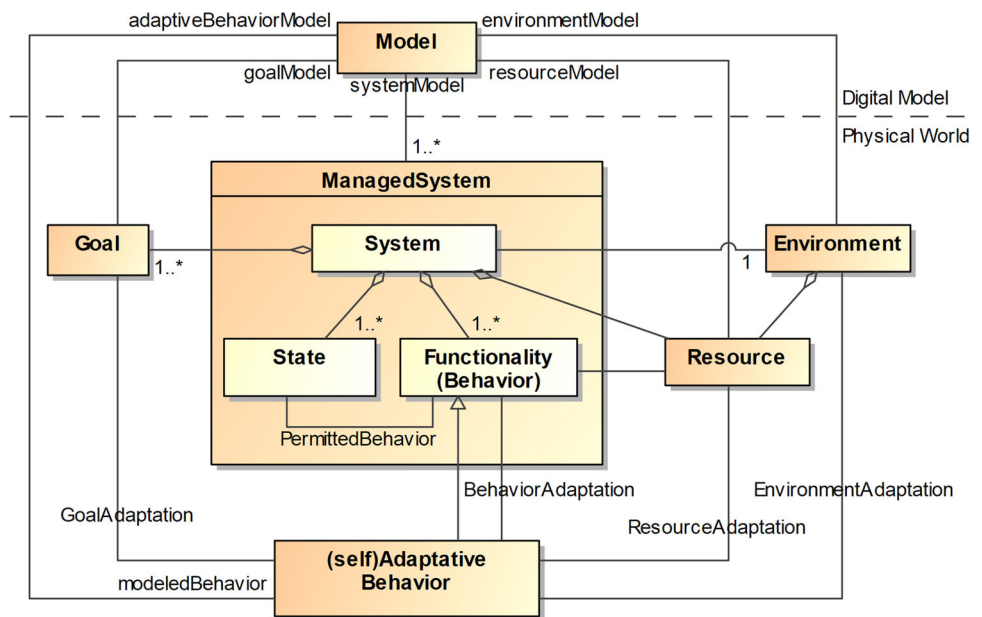 adaptiveBehaviorModel
environmentModel
Model
goalModel
resourceModel
systemModel
Digital Model
Physical World
1..*
ManagedSystem
Goal
System
Environment
1..*
1
1..*
1..*
State
Functionality
(Behavior)
Resource
PermittedBehavior
BehaviorAdaptation
EnvironmentAdaptation
GoalAdaptation
ResourceAdaptation
(self)Adaptative
Behavior
modeledBehavior